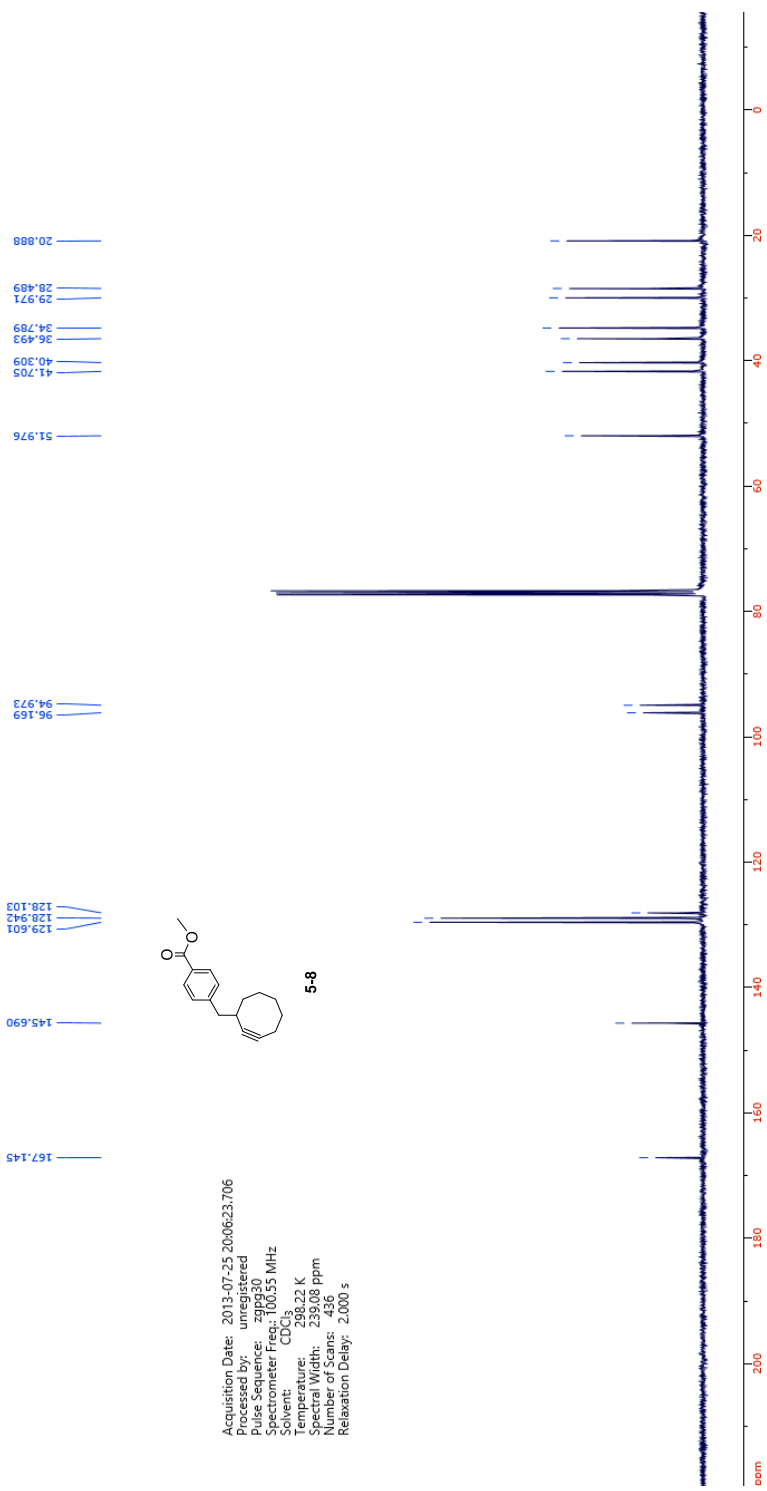 20.888
28.489
29.971
34.789
36.493
40.309
41.705
51.976
94.973
96.169
128.103
128.942
129.601
145.690
167.145
O
O
5-8
Acquisition Date: 2013-07-25 20:06:23.706
Processed by: unregistered
Pulse Sequence: zgpg30
Spectrometer Freq.: 100.55 MHz
Solvent: CDCl3
Temperature: 298.22 K
Spectral Width: 239.08 ppm
Number of Scans: 436
Relaxation Delay: 2.000 s
0
20
40
60
80
100
120
140
160
180
200
ppm